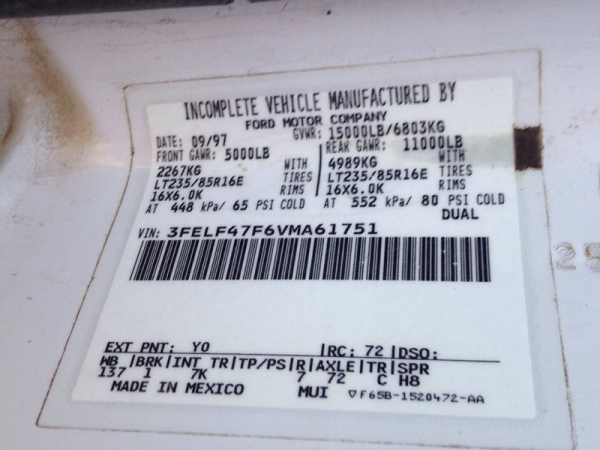 INCOMPLETE VEHICLE MANUFACTURED BY
FORD MOTOR COMPANY
DATE: 09/97 GVWR: 15000LB/6803KG
FRONT GAWR: 5000LB REAR GAWR: 11000LB
2267KG WITH 4989KG WITH
LT235/85R16E TIRES LT235/85R16E TIRES
16X6.0K RIMS 16X6.0K RIMS
AT 448 kPa/ 65 PSI COLD AT 552 kPa/ 80 PSI COLD
DUAL
VIN: 3FELF47F6VMA61751
EXT PNT: YO |RC: 72 |DSO:
WB |BRK|INT TR|TP/PS|R|AXLE|TR|SPR
137 1 7K 7 72 C H8
MADE IN MEXICO MUI ▽F65B-1520472-AA
25